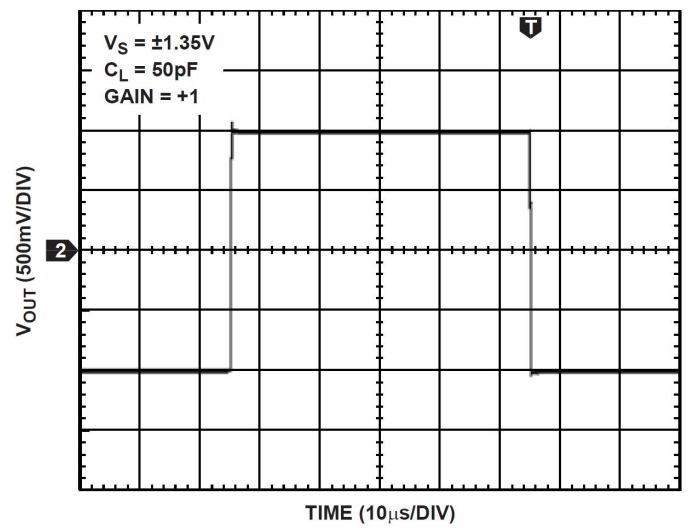 V_S = ±1.35V
C_L = 50pF
GAIN = +1
T
2
V_OUT (500mV/DIV)
TIME (10µs/DIV)